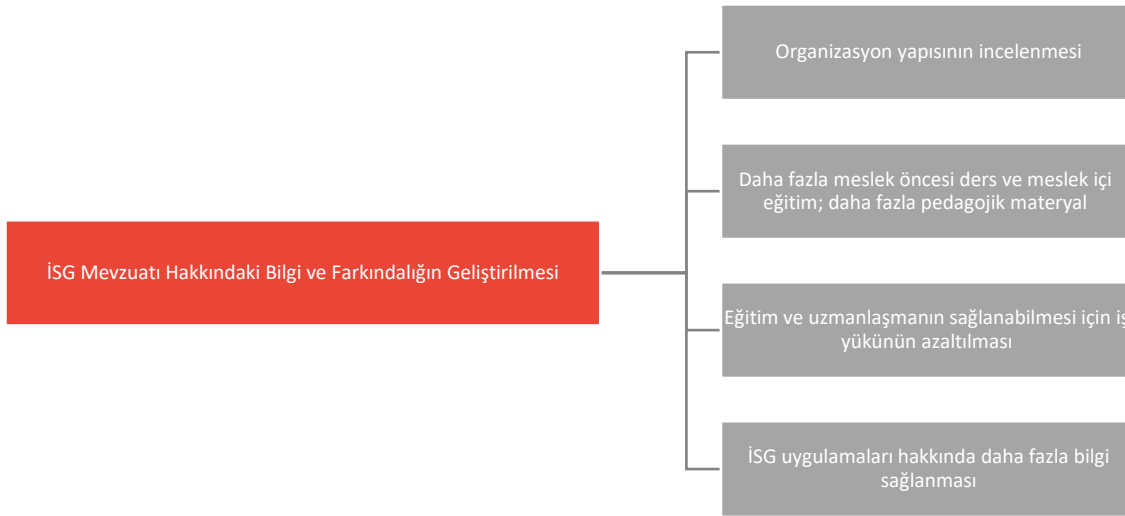 Organizasyon yapısının incelenmesi
Daha fazla meslek öncesi ders ve meslek içi
eğitim; daha fazla pedagojik materyal
İSG Mevzuatı Hakkındaki Bilgi ve Farkındalığın Geliştirilmesi
Eğitim ve uzmanlaşmanın sağlanabilmesi için iş
yükünün azaltılması
İSG uygulamaları hakkında daha fazla bilgi
sağlanması